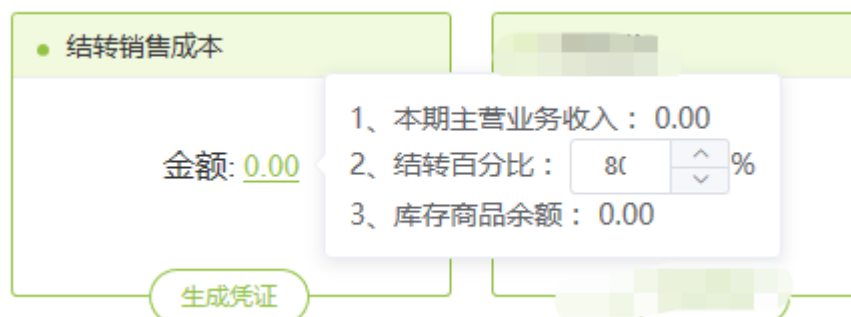 结转销售成本
1、本期主营业务收入： 0.00
金额: 0.00
2、结转百分比： 80 %
3、库存商品余额： 0.00
生成凭证